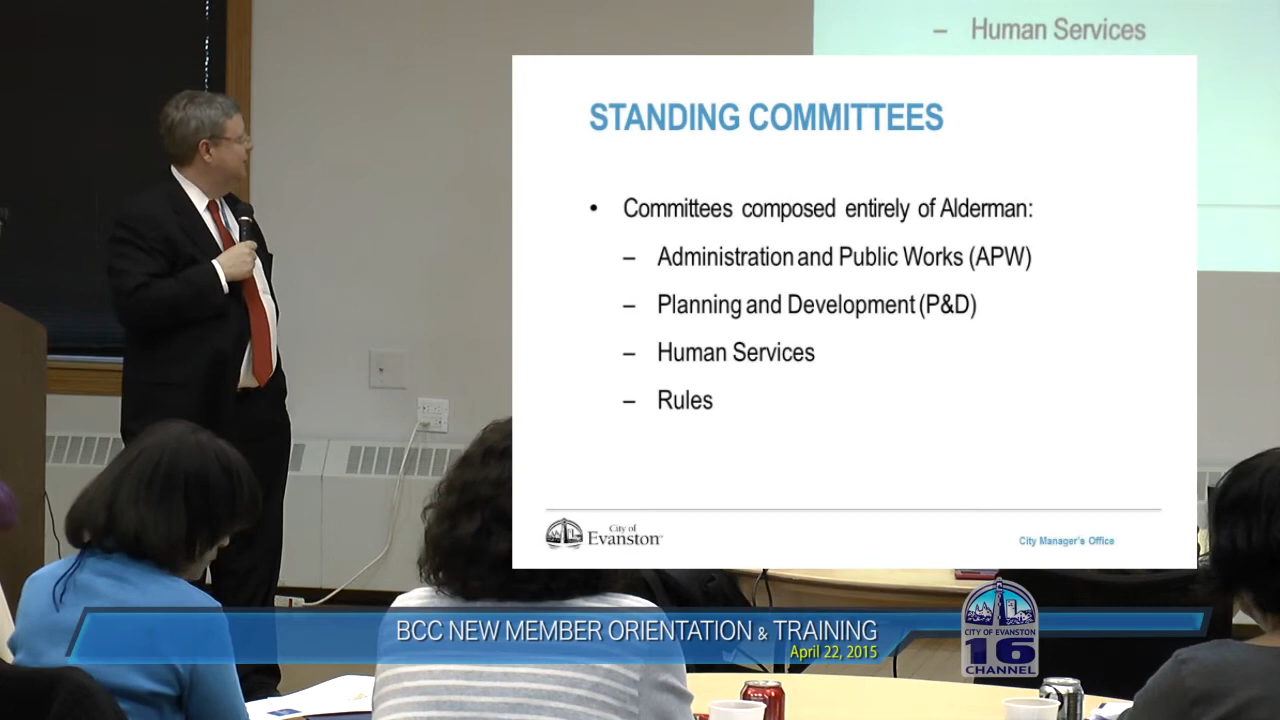 – Human Services
STANDING COMMITTEES
• Committees composed entirely of Alderman:
– Administration and Public Works (APW)
– Planning and Development (P&D)
– Human Services
– Rules
City of
Evanston
City Manager's Office
BCC NEW MEMBER ORIENTATION & TRAINING
April 22, 2015
CITY OF EVANSTON
16
CHANNEL